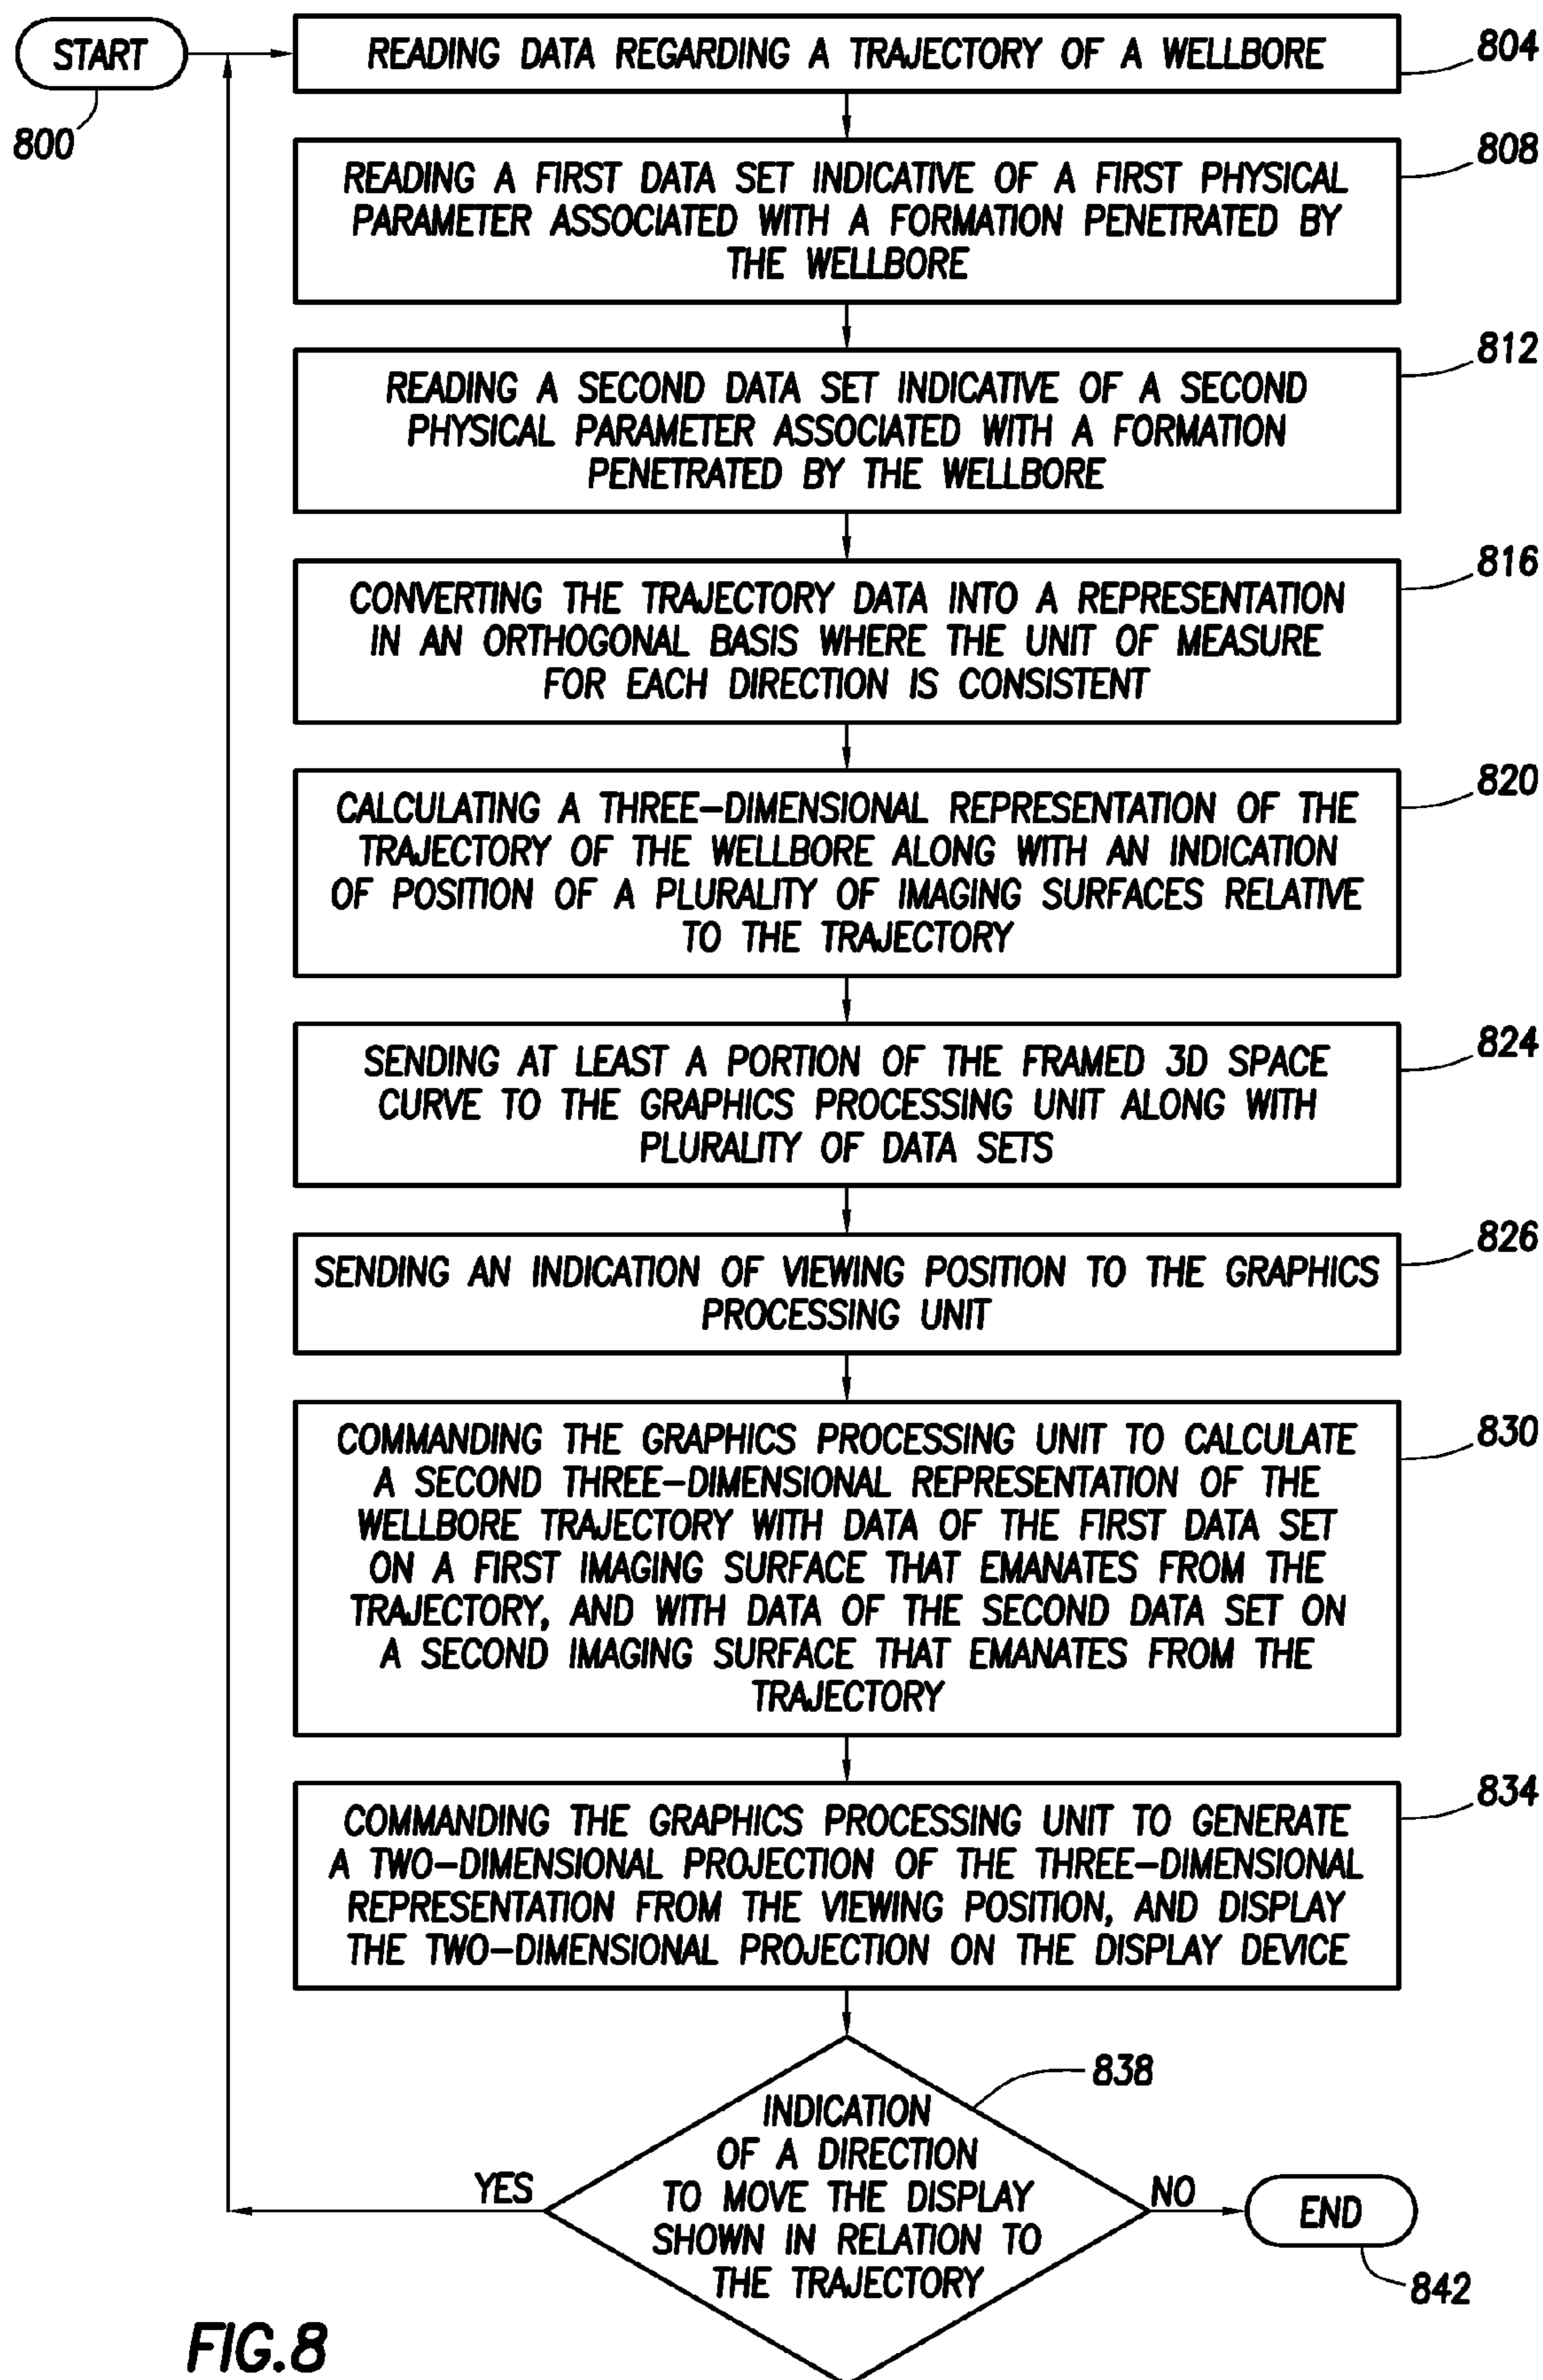 START
800
READING DATA REGARDING A TRAJECTORY OF A WELLBORE
804
READING A FIRST DATA SET INDICATIVE OF A FIRST PHYSICAL
PARAMETER ASSOCIATED WITH A FORMATION PENETRATED BY
THE WELLBORE
808
READING A SECOND DATA SET INDICATIVE OF A SECOND
PHYSICAL PARAMETER ASSOCIATED WITH A FORMATION
PENETRATED BY THE WELLBORE
812
CONVERTING THE TRAJECTORY DATA INTO A REPRESENTATION
IN AN ORTHOGONAL BASIS WHERE THE UNIT OF MEASURE
FOR EACH DIRECTION IS CONSISTENT
816
CALCULATING A THREE-DIMENSIONAL REPRESENTATION OF THE
TRAJECTORY OF THE WELLBORE ALONG WITH AN INDICATION
OF POSITION OF A PLURALITY OF IMAGING SURFACES RELATIVE
TO THE TRAJECTORY
820
SENDING AT LEAST A PORTION OF THE FRAMED 3D SPACE
CURVE TO THE GRAPHICS PROCESSING UNIT ALONG WITH
PLURALITY OF DATA SETS
824
SENDING AN INDICATION OF VIEWING POSITION TO THE GRAPHICS
PROCESSING UNIT
826
COMMANDING THE GRAPHICS PROCESSING UNIT TO CALCULATE
A SECOND THREE-DIMENSIONAL REPRESENTATION OF THE
WELLBORE TRAJECTORY WITH DATA OF THE FIRST DATA SET
ON A FIRST IMAGING SURFACE THAT EMANATES FROM THE
TRAJECTORY, AND WITH DATA OF THE SECOND DATA SET ON
A SECOND IMAGING SURFACE THAT EMANATES FROM THE
TRAJECTORY
830
COMMANDING THE GRAPHICS PROCESSING UNIT TO GENERATE
A TWO-DIMENSIONAL PROJECTION OF THE THREE-DIMENSIONAL
REPRESENTATION FROM THE VIEWING POSITION, AND DISPLAY
THE TWO-DIMENSIONAL PROJECTION ON THE DISPLAY DEVICE
834
INDICATION
OF A DIRECTION
TO MOVE THE DISPLAY
SHOWN IN RELATION TO
THE TRAJECTORY
838
YES
NO
END
842
FIG.8